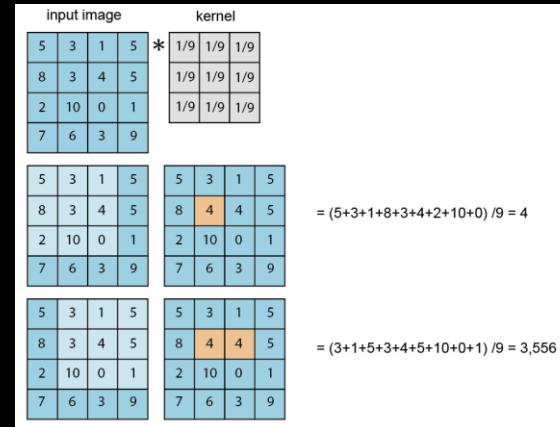 input image kernel
5 3 1 5 * 1/9 1/9 1/9
8 3 4 5 1/9 1/9 1/9
2 10 0 1 1/9 1/9 1/9
7 6 3 9
5 3 1 5 5 3 1 5
8 3 4 5 8 4 4 5 = (5+3+1+8+3+4+2+10+0) /9 = 4
2 10 0 1 2 10 0 1
7 6 3 9 7 6 3 9
5 3 1 5 5 3 1 5
8 3 4 5 8 4 4 5 = (3+1+5+3+4+5+10+0+1) /9 = 3,556
2 10 0 1 2 10 0 1
7 6 3 9 7 6 3 9